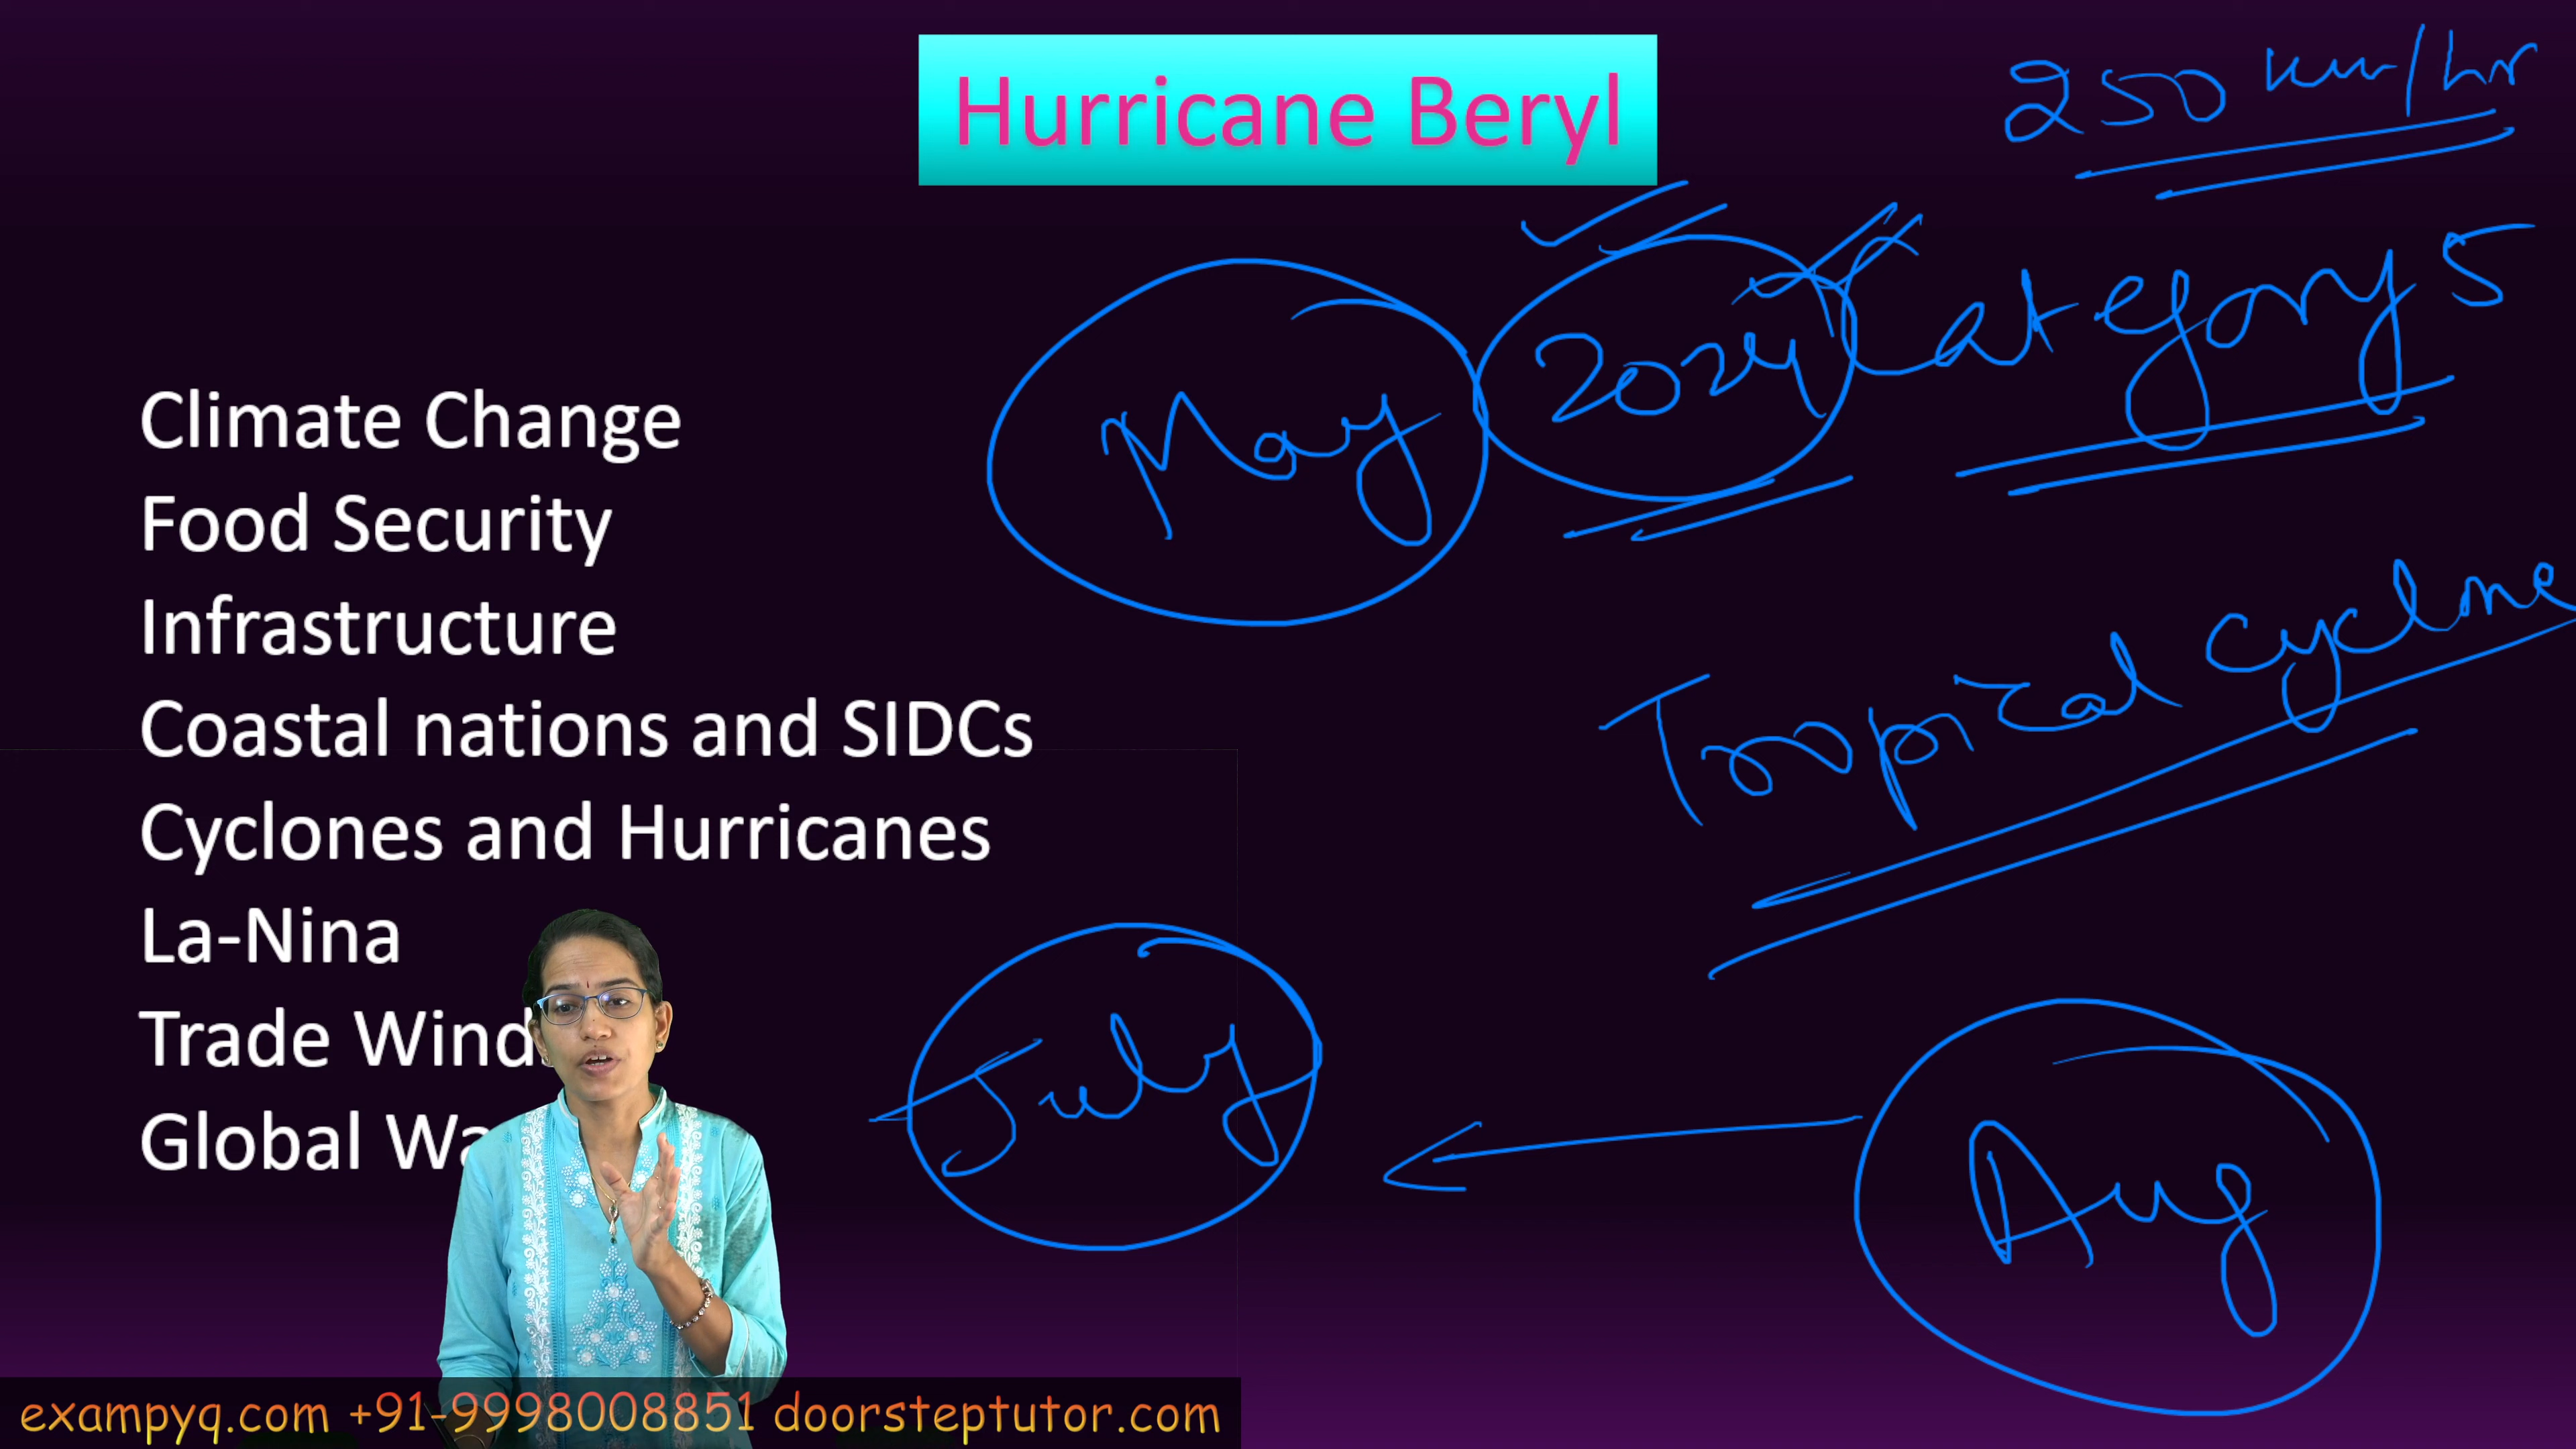 Hurricane Beryl
250 km/hr
May 2024 Category 5
Climate Change
Food Security
Infrastructure
Tropical cyclone
Coastal nations and SIDCs
Cyclones and Hurricanes
La-Nina
Trade Wind
July
Aug
Global Wa
exampyq.com +91-9998008851 doorsteptutor.com